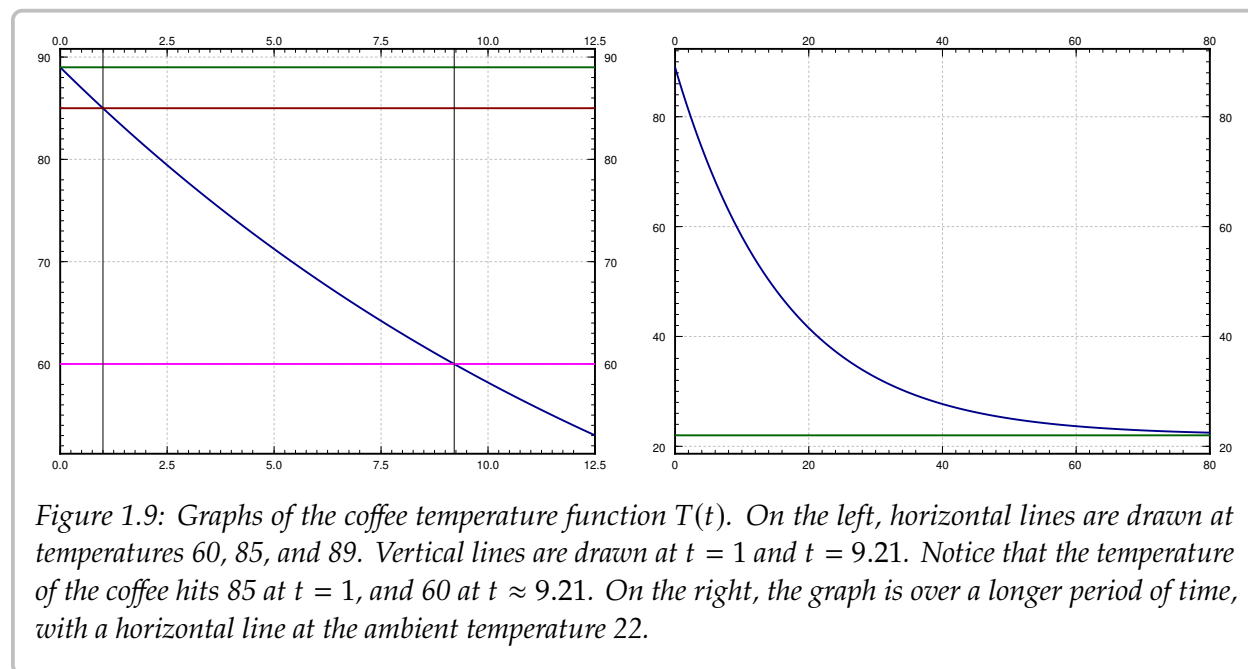 0.0 2.5 5.0 7.5 10.0 12.5
90 90
80 80
70 70
60 60
0.0 2.5 5.0 7.5 10.0 12.5
0 20 40 60 80
80 80
60 60
40 40
20 20
0 20 40 60 80
Figure 1.9: Graphs of the coffee temperature function T(t). On the left, horizontal lines are drawn at
temperatures 60, 85, and 89. Vertical lines are drawn at t = 1 and t = 9.21. Notice that the temperature
of the coffee hits 85 at t = 1, and 60 at t ≈ 9.21. On the right, the graph is over a longer period of time,
with a horizontal line at the ambient temperature 22.